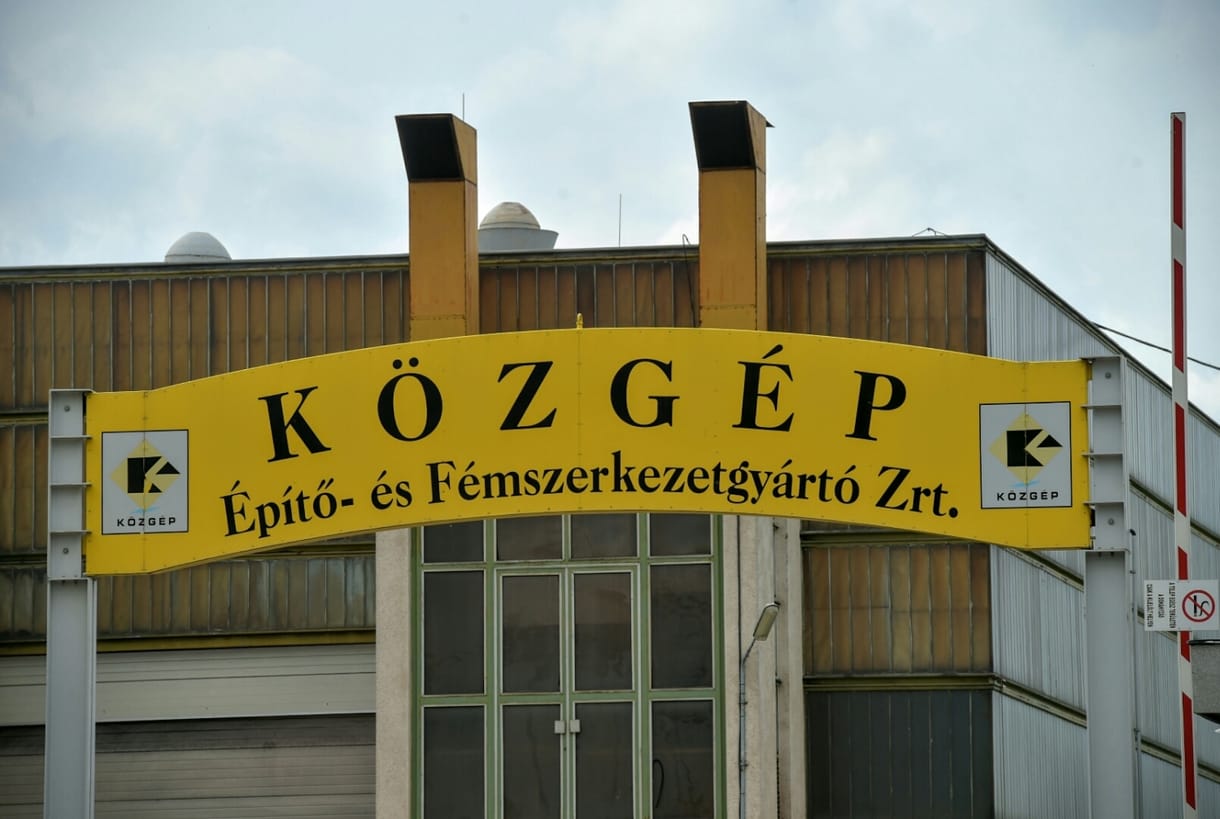 KÖZGÉP
Építő- és Fémszerkezetgyártó Zrt.
KÖZGÉP
KÖZGÉP